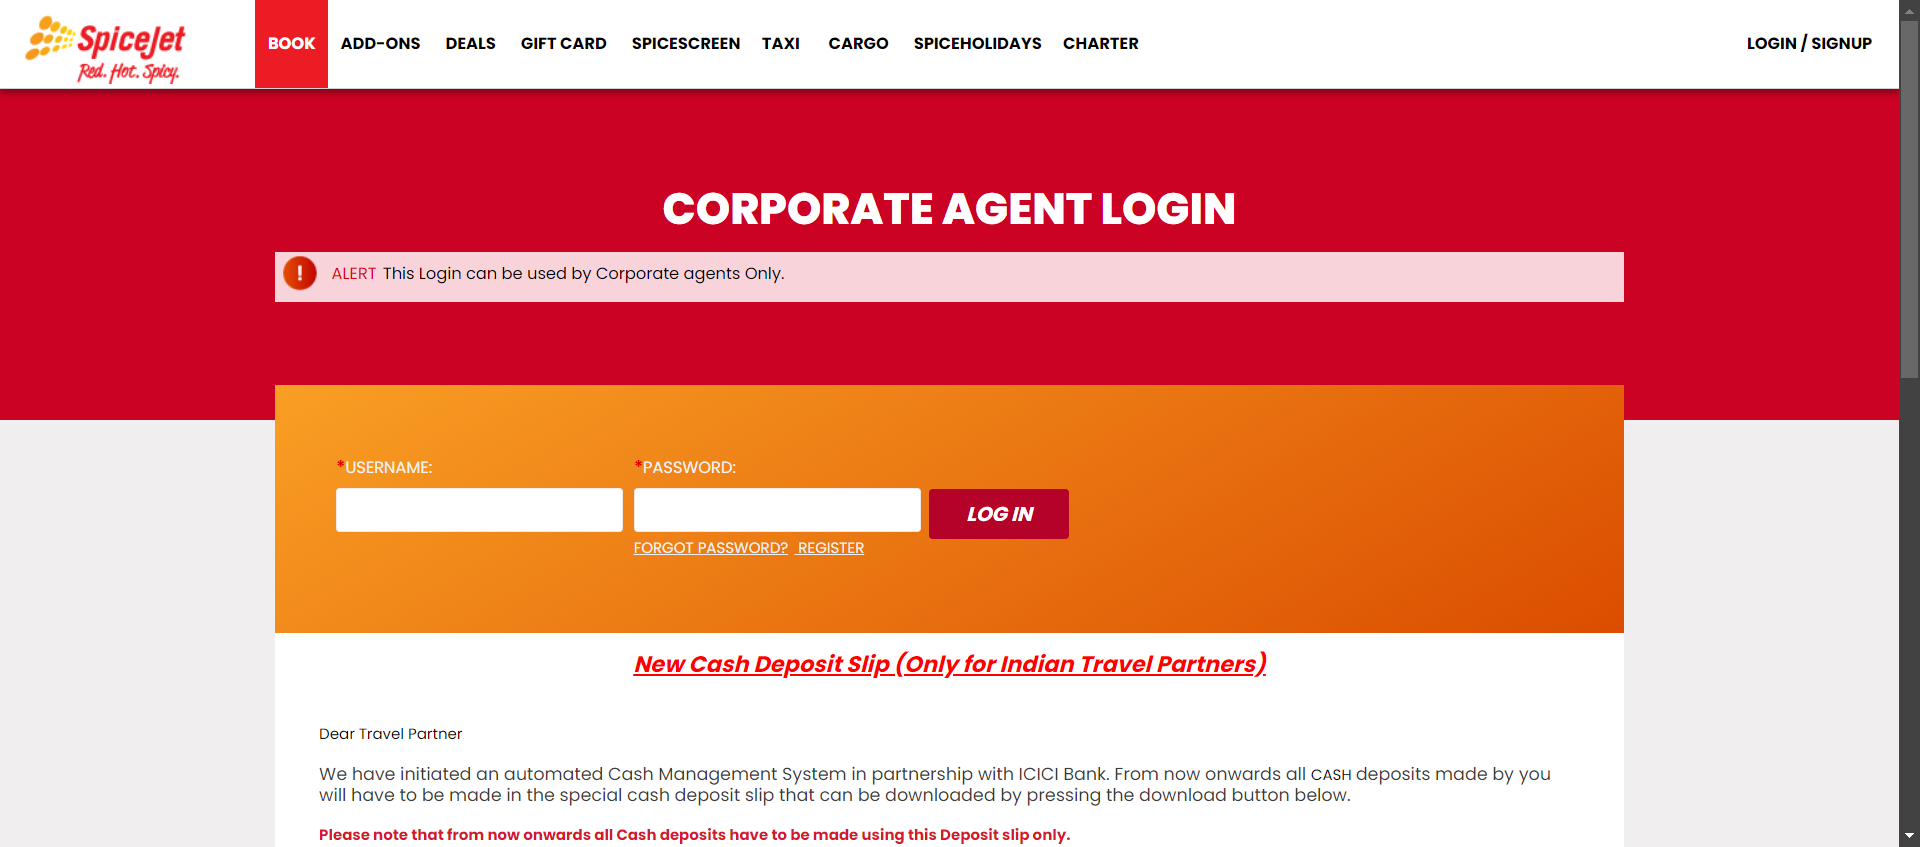 SpiceJet
Red. Hot. Spicy.
BOOK ADD-ONS DEALS GIFT CARD SPICESCREEN TAXI CARGO SPICEHOLIDAYS CHARTER LOGIN / SIGNUP
CORPORATE AGENT LOGIN
! ALERT This Login can be used by Corporate agents Only.
*USERNAME: *PASSWORD:
LOG IN
FORGOT PASSWORD? REGISTER
New Cash Deposit Slip (Only for Indian Travel Partners)
Dear Travel Partner
We have initiated an automated Cash Management System in partnership with ICICI Bank. From now onwards all CASH deposits made by you
will have to be made in the special cash deposit slip that can be downloaded by pressing the download button below.
Please note that from now onwards all Cash deposits have to be made using this Deposit slip only.